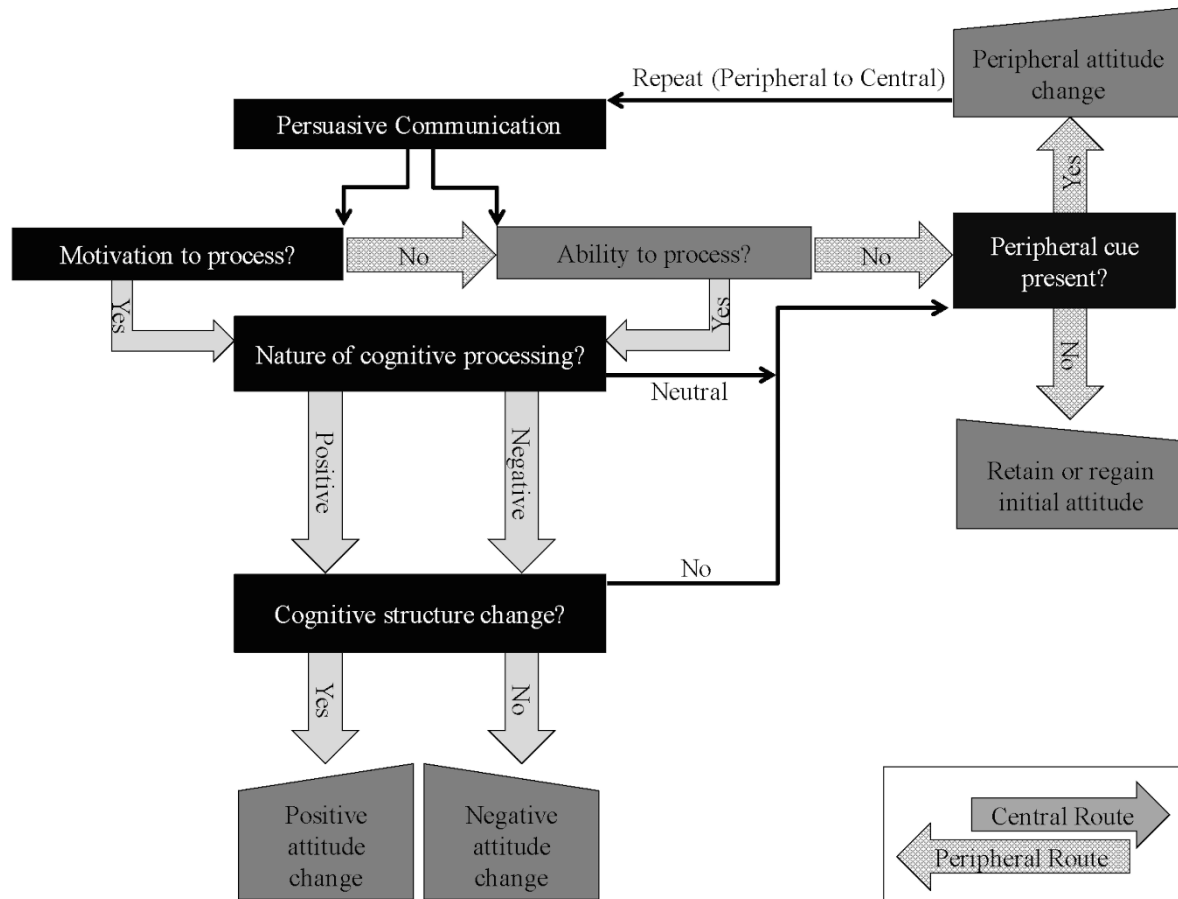 Peripheral attitude
change
Repeat (Peripheral to Central)
Persuasive Communication
Yes
Motivation to process?
No
Ability to process?
No
Peripheral cue
present?
Yes
Yes
Nature of cognitive processing?
Neutral
No
Positive
Negative
Retain or regain
initial attitude
No
Cognitive structure change?
Yes
No
Positive
attitude
change
Negative
attitude
change
Central Route
Peripheral Route